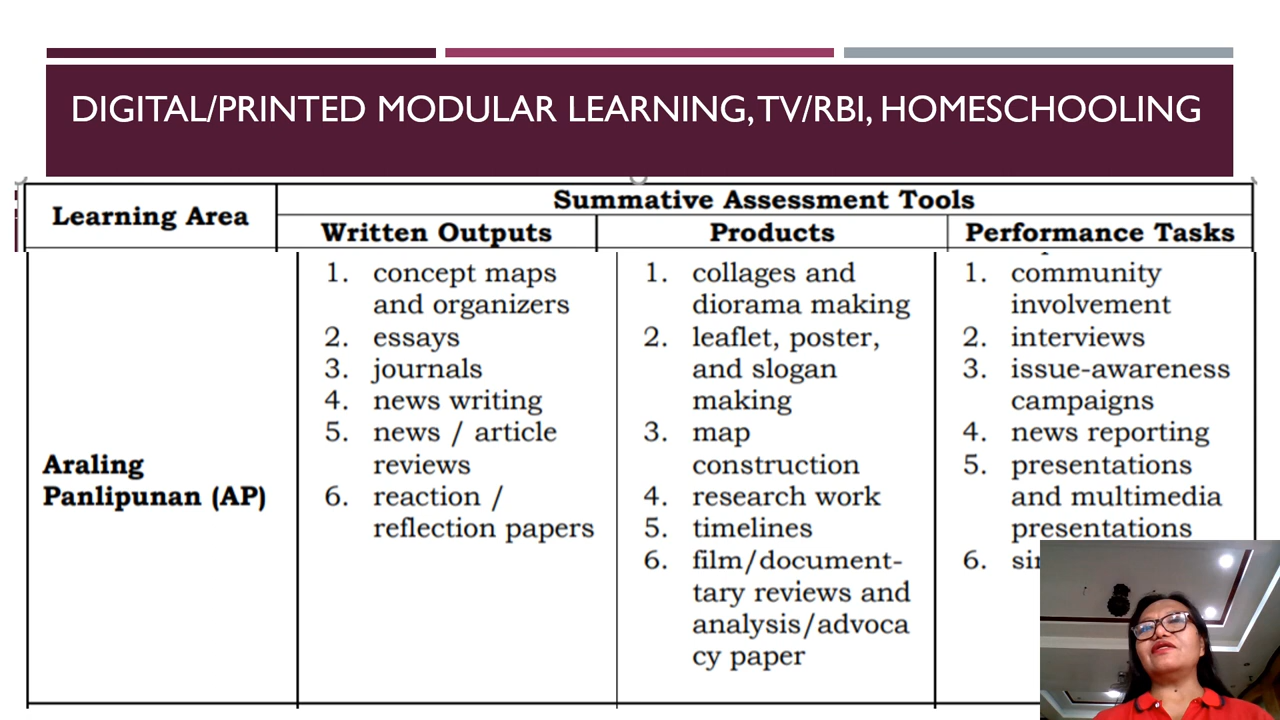 DIGITAL/PRINTED MODULAR LEARNING, TV/RBI, HOMESCHOOLING
Learning Area
Summative Assessment Tools
Written Outputs
Products
Performance Tasks
Araling
Panlipunan (AP)
1. concept maps
and organizers
2. essays
3. journals
4. news writing
5. news / article
reviews
6. reaction /
reflection papers
1. collages and
diorama making
2. leaflet, poster,
and slogan
making
3. map
construction
4. research work
5. timelines
6. film/documen-
tary reviews and
analysis/advoca
cy paper
1. community
involvement
2. interviews
3. issue-awareness
campaigns
4. news reporting
5. presentations
and multimedia
presentations
6.